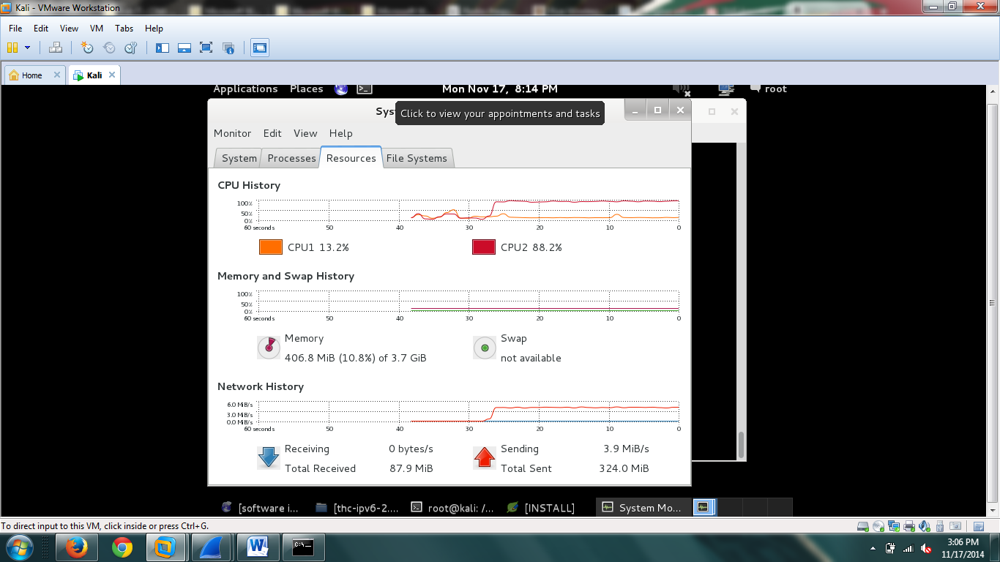 Kali - VMware Workstation
File Edit View VM Tabs Help
Home Kali
Applications Places Mon Nov 17, 8:14 PM root
Sys
Click to view your appointments and tasks
Monitor Edit View Help
System Processes Resources File Systems
CPU History
100%
50%
0%
60 seconds 50 40 30 20 10 0
CPU1 13.2% CPU2 88.2%
Memory and Swap History
100%
50%
0%
60 seconds 50 40 30 20 10 0
Memory Swap
406.8 MiB (10.8%) of 3.7 GiB not available
Network History
6.0 MiB/s
3.0 MiB/s
0.0 MiB/s
60 seconds 50 40 30 20 10 0
Receiving 0 bytes/s Sending 3.9 MiB/s
Total Received 87.9 MiB Total Sent 324.0 MiB
[software i... [thc-ipv6-2.... root@kali: /... [INSTALL] System Mo...
To direct input to this VM, click inside or press Ctrl+G.
C:\.
3:06 PM
11/17/2014